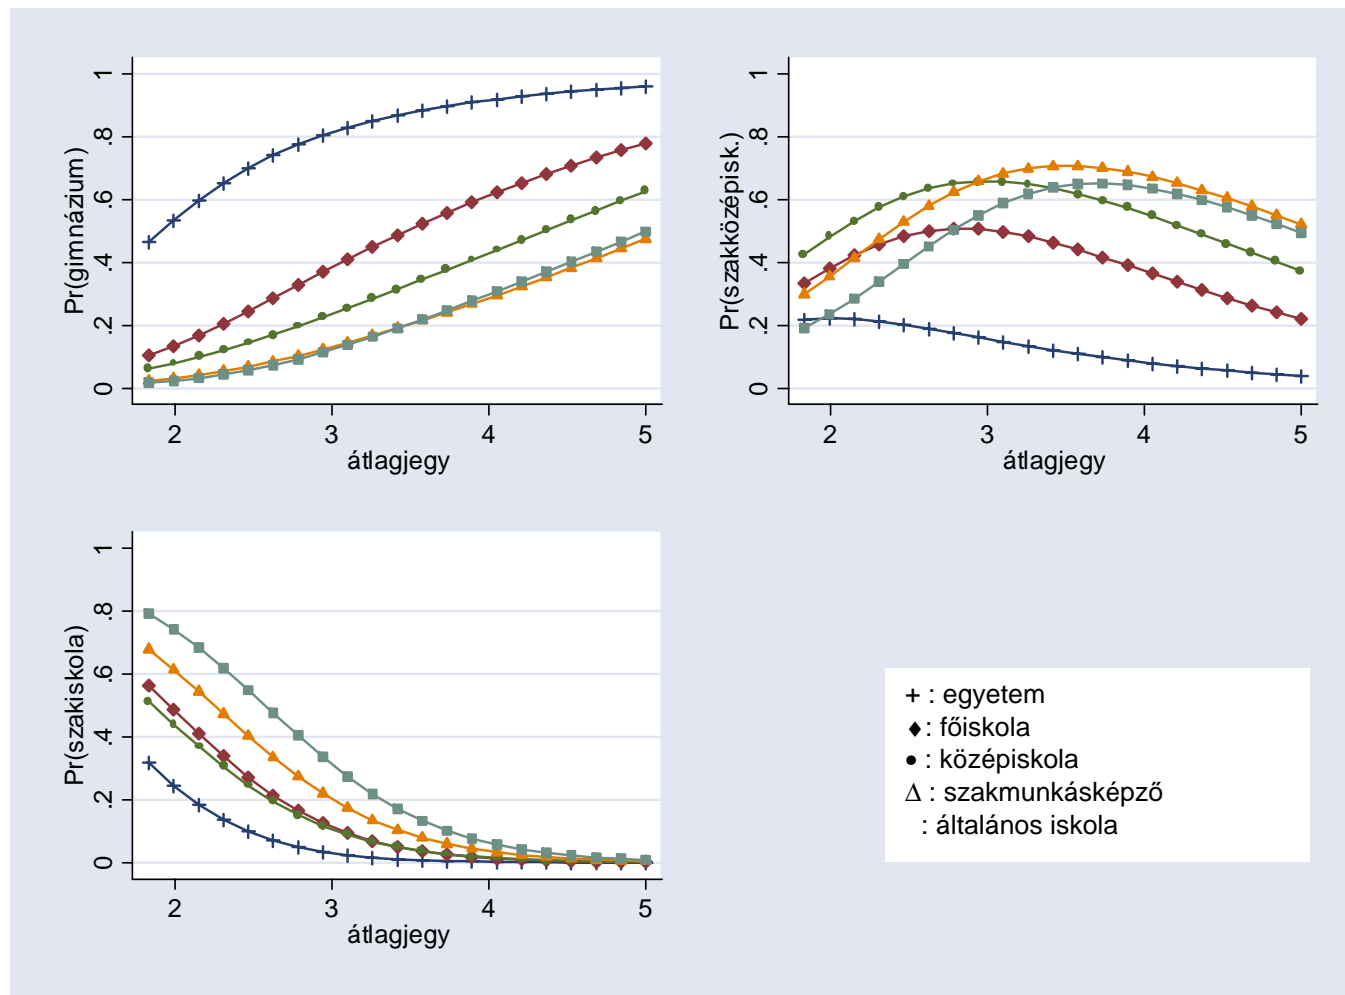 Pr(gimnázium)
0 .2 .4 .6 .8 1
2 3 4 5
átlagjegy
Pr(szakközépisk.)
0 .2 .4 .6 .8 1
2 3 4 5
átlagjegy
Pr(szakiskola)
0 .2 .4 .6 .8 1
2 3 4 5
átlagjegy
+ : egyetem
♦ : főiskola
● : középiskola
Δ : szakmunkásképző
: általános iskola